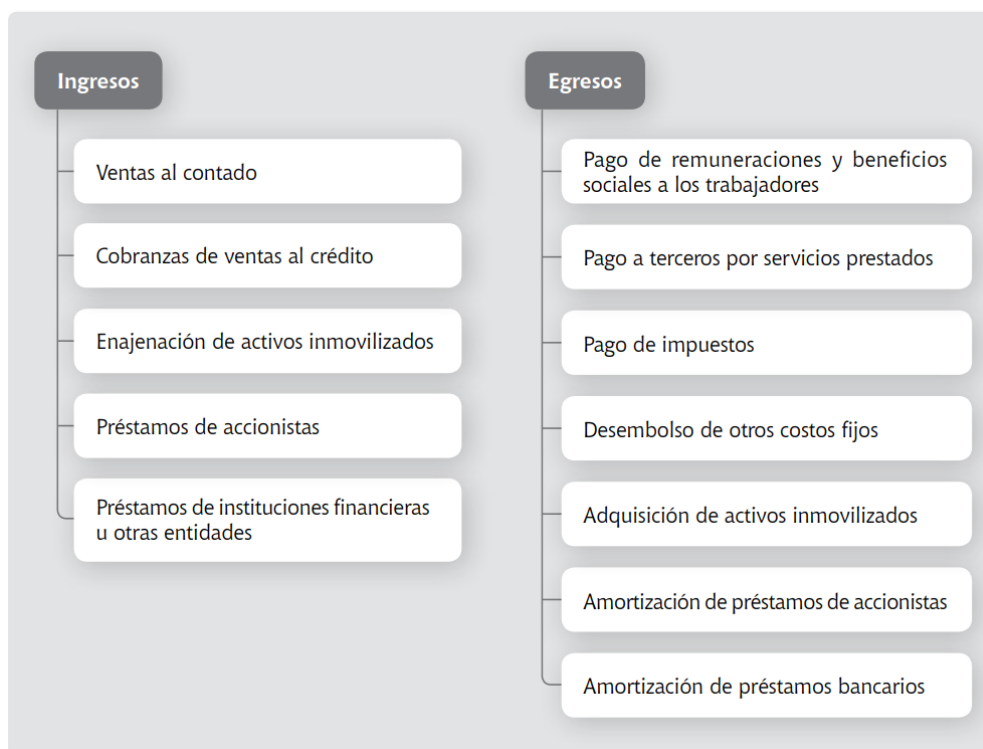 Ingresos
Ventas al contado
Cobranzas de ventas al crédito
Enajenación de activos inmovilizados
Préstamos de accionistas
Préstamos de instituciones financieras
u otras entidades
Egresos
Pago de remuneraciones y beneficios
sociales a los trabajadores
Pago a terceros por servicios prestados
Pago de impuestos
Desembolso de otros costos fijos
Adquisición de activos inmovilizados
Amortización de préstamos de accionistas
Amortización de préstamos bancarios